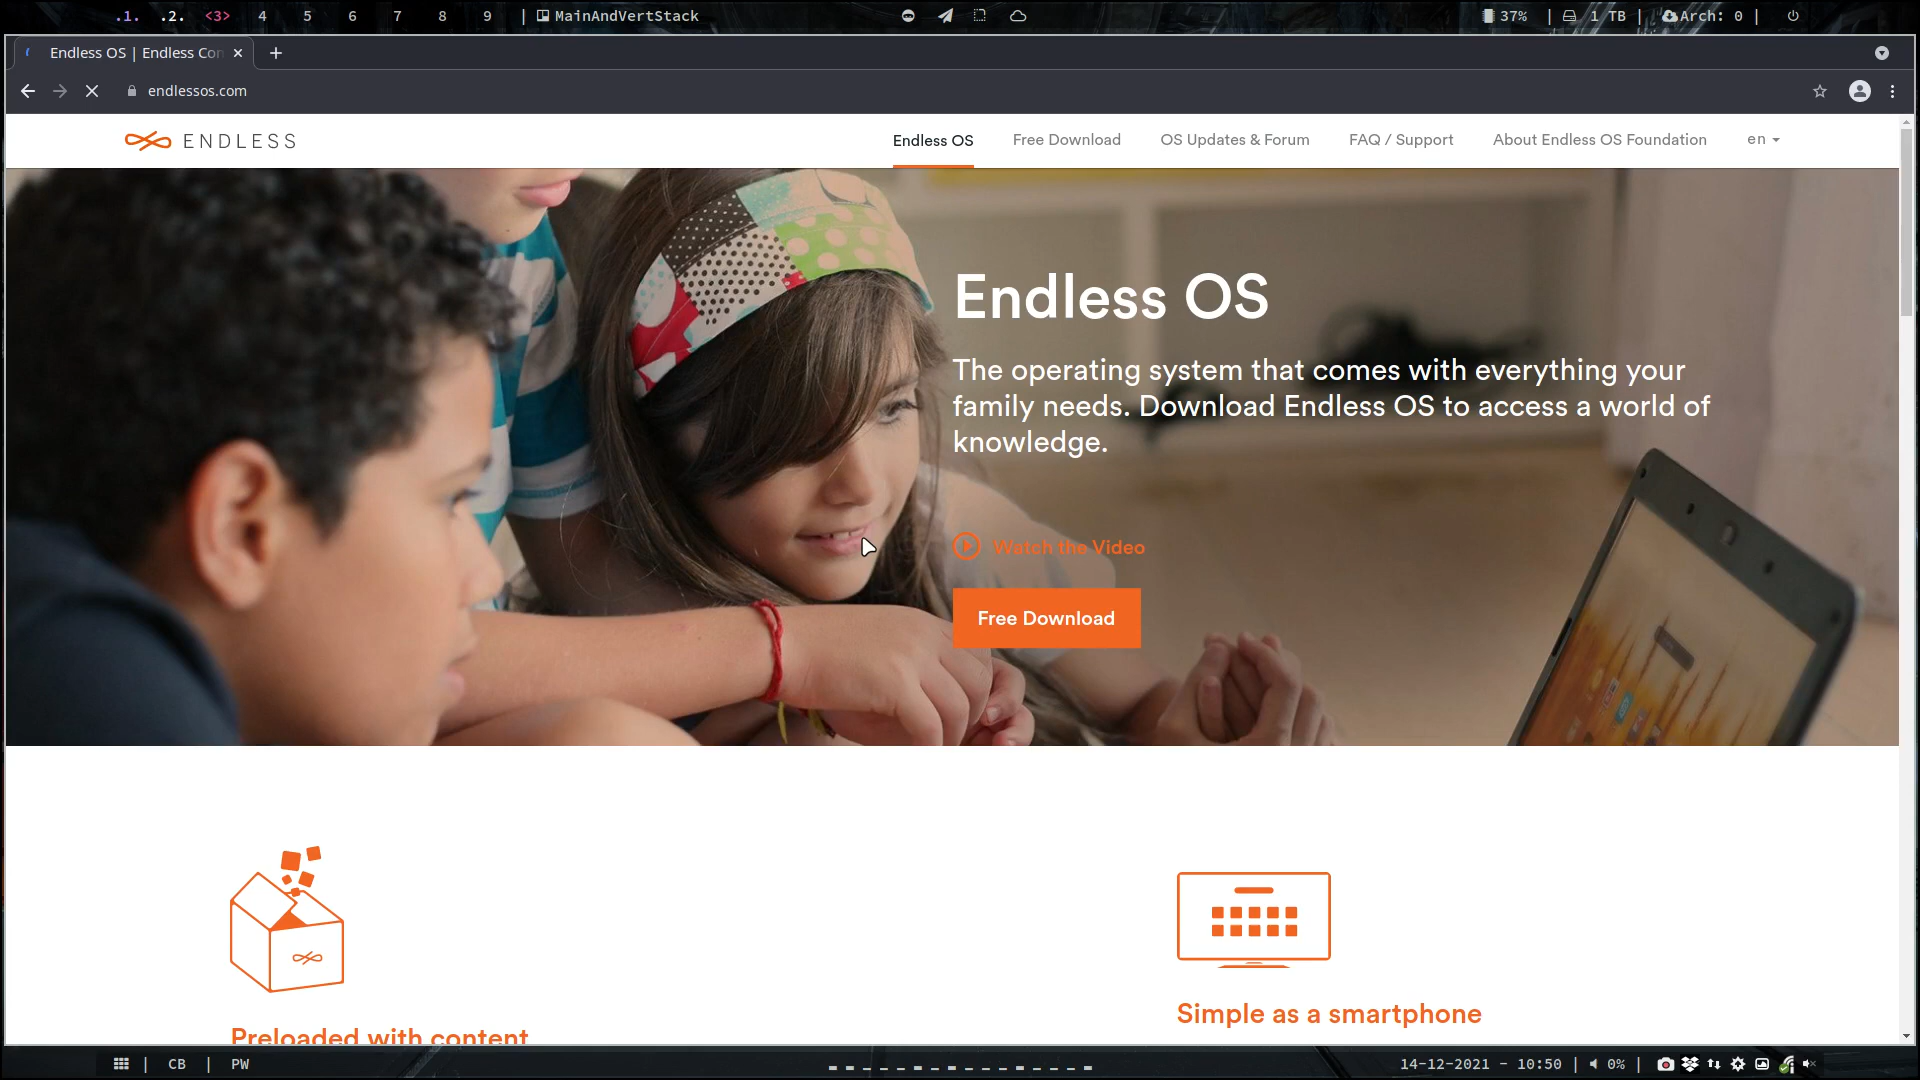 .1. .2. <3> 4 5 6 7 8 9 | MainAndVertStack 37% | 1 TB | Arch: 0 |
Endless OS | Endless Con
endlessos.com
ENDLESS Endless OS Free Download OS Updates & Forum FAQ / Support About Endless OS Foundation en
Endless OS
The operating system that comes with everything your
family needs. Download Endless OS to access a world of
knowledge.
Watch the Video
Free Download
Simple as a smartphone
Preloaded with content
| CB | PW 14-12-2021 - 10:50 | 0% |